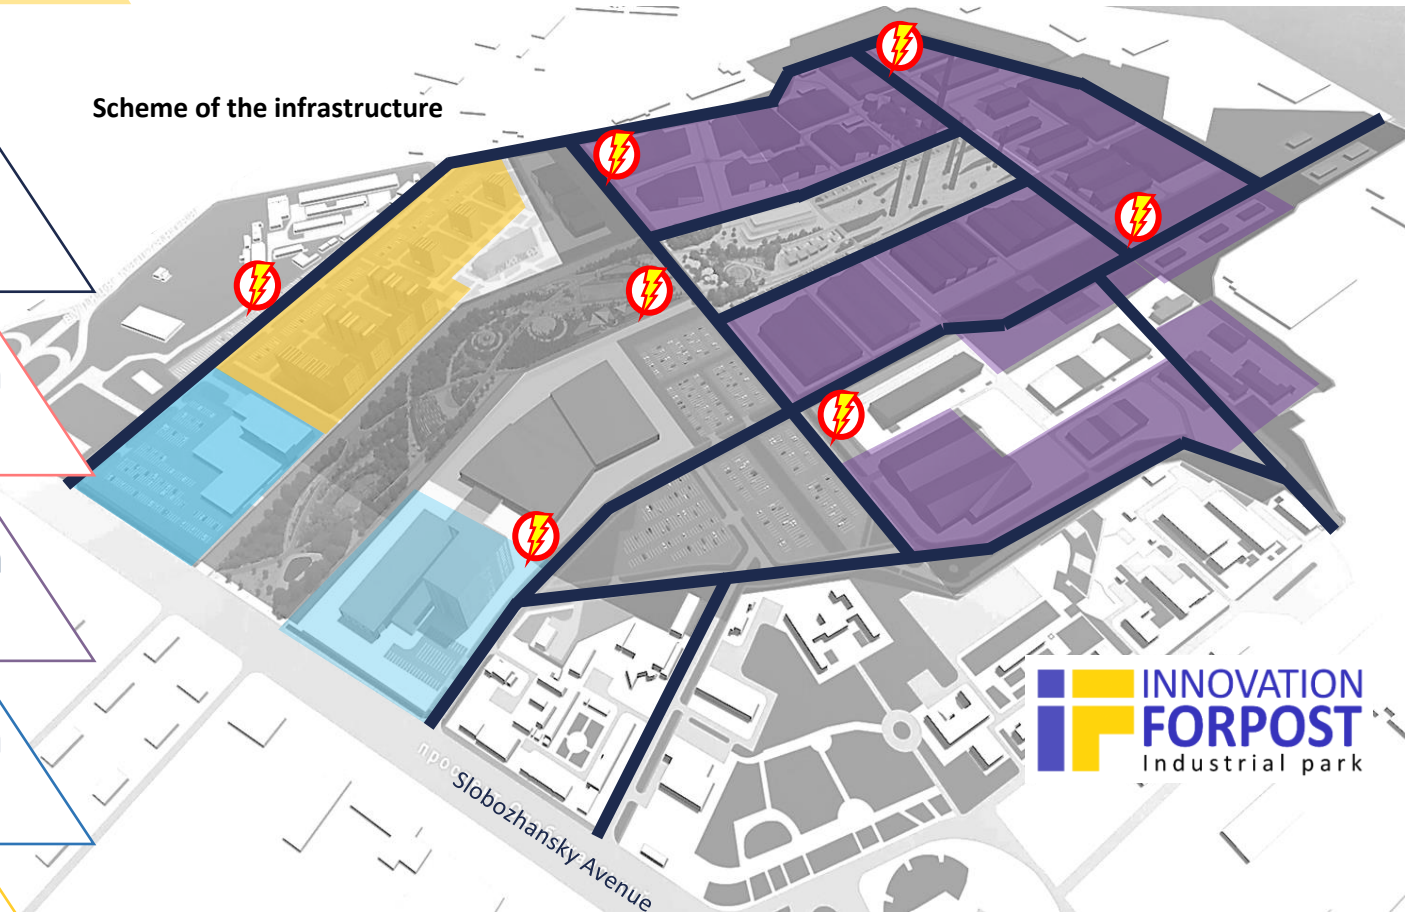 Scheme of the infrastructure
Slobozhansky Avenue
INNOVATION
FORPOST
Industrial park